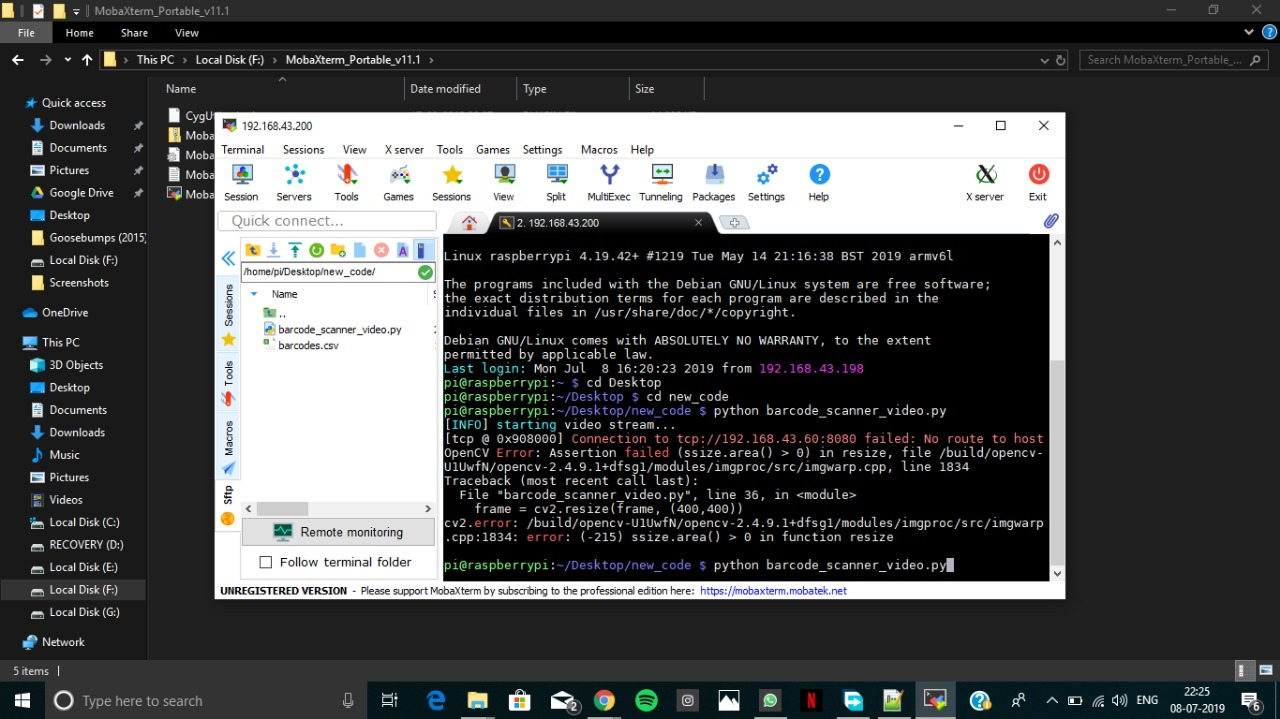 MobaXterm_Portable_v11.1
File Home Share View
This PC Local Disk (F:) MobaXterm_Portable_v11.1 Search MobaXterm_Portable_...
Name Date modified Type Size
Quick access
Downloads
Documents
Pictures
Google Drive
Desktop
Goosebumps (2015)
Local Disk (F:)
Screenshots
OneDrive
This PC
3D Objects
Desktop
Documents
Downloads
Music
Pictures
Videos
Local Disk (C:)
RECOVERY (D:)
Local Disk (E:)
Local Disk (F:)
Local Disk (G:)
Network
5 items
CygU
Moba
Moba
Moba
Moba
192.168.43.200
Terminal Sessions View X server Tools Games Settings Macros Help
Session Servers Tools Games Sessions View Split MultiExec Tunneling Packages Settings Help X server Exit
Quick connect... 2. 192.168.43.200
/home/pi/Desktop/new_code/
Name
..
barcode_scanner_video.py
barcodes.csv
Sessions
Tools
Macros
Sftp
Remote monitoring
Follow terminal folder
Linux raspberrypi 4.19.42+ #1219 Tue May 14 21:16:38 BST 2019 armv6l
The programs included with the Debian GNU/Linux system are free software;
the exact distribution terms for each program are described in the
individual files in /usr/share/doc/*/copyright.
Debian GNU/Linux comes with ABSOLUTELY NO WARRANTY, to the extent
permitted by applicable law.
Last login: Mon Jul  8 16:20:23 2019 from 192.168.43.198
pi@raspberrypi:~ $ cd Desktop
pi@raspberrypi:~/Desktop $ cd new_code
pi@raspberrypi:~/Desktop/new_code $ python barcode_scanner_video.py
[INFO] starting video stream...
[tcp @ 0x908000] Connection to tcp://192.168.43.60:8080 failed: No route to host
OpenCV Error: Assertion failed (ssize.area() > 0) in resize, file /build/opencv-
U1UwfN/opencv-2.4.9.1+dfsg1/modules/imgproc/src/imgwarp.cpp, line 1834
Traceback (most recent call last):
  File "barcode_scanner_video.py", line 36, in <module>
    frame = cv2.resize(frame, (400,400))
cv2.error: /build/opencv-U1UwfN/opencv-2.4.9.1+dfsg1/modules/imgproc/src/imgwarp
.cpp:1834: error: (-215) ssize.area() > 0 in function resize
pi@raspberrypi:~/Desktop/new_code $ python barcode_scanner_video.py
UNREGISTERED VERSION - Please support MobaXterm by subscribing to the professional edition here: https://mobaxterm.mobatek.net
Type here to search
2
ENG
22:25
08-07-2019
6